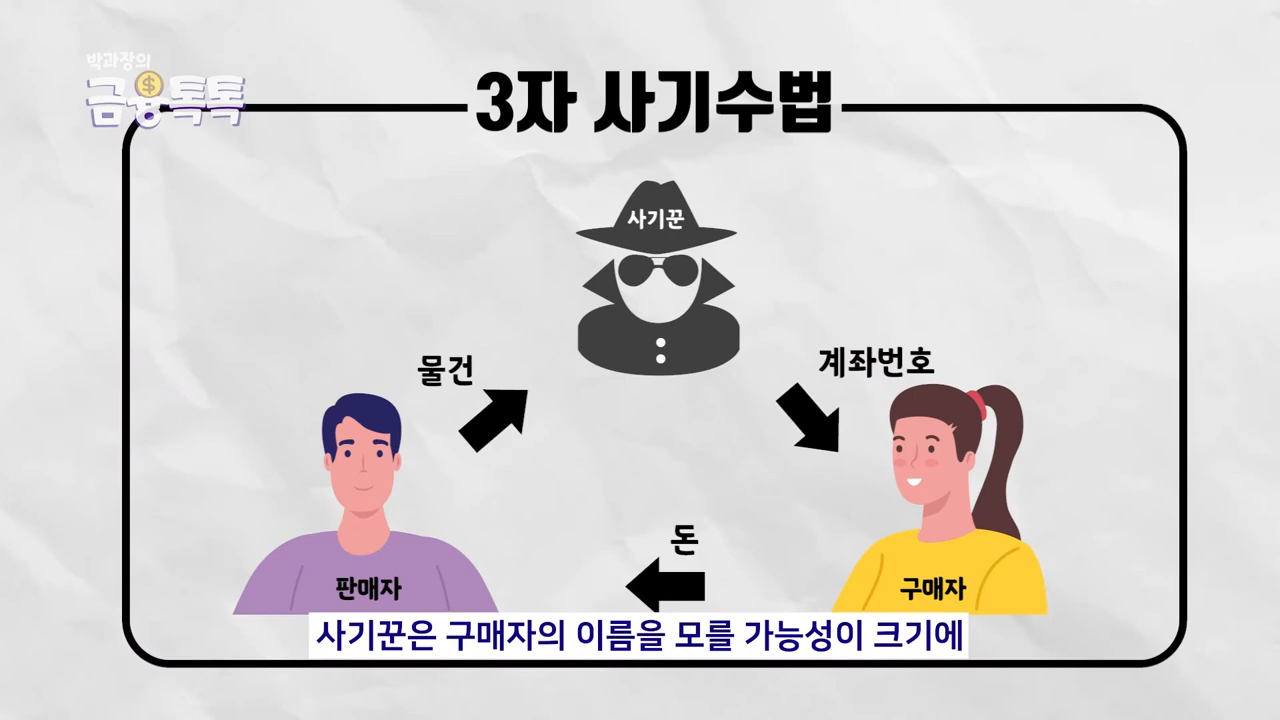 박과장의
금융톡톡
3자 사기수법
사기꾼
물건
계좌번호
돈
판매자
구매자
사기꾼은 구매자의 이름을 모를 가능성이 크기에